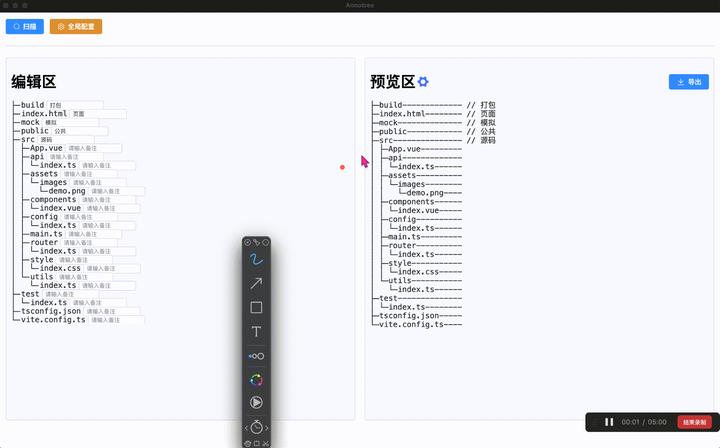 Annotree
扫描
全局配置
编辑区
├─build 打包
├─index.html 页面
├─mock 模拟
├─public 公共
├─src 源码
│ ├─App.vue 请输入备注
│ ├─api 请输入备注
│ │ └─index.ts 请输入备注
│ ├─assets 请输入备注
│ │ └─images 请输入备注
│ │   └─demo.png 请输入备注
│ ├─components 请输入备注
│ │ └─index.vue 请输入备注
│ ├─config 请输入备注
│ │ └─index.ts 请输入备注
│ ├─main.ts 请输入备注
│ ├─router 请输入备注
│ │ └─index.ts 请输入备注
│ ├─style 请输入备注
│ │ └─index.css 请输入备注
│ └─utils 请输入备注
│   └─index.ts 请输入备注
├─test 请输入备注
│ └─index.ts 请输入备注
├─tsconfig.json 请输入备注
└─vite.config.ts 请输入备注
预览区
导出
├─build-------------- // 打包
├─index.html--------- // 页面
├─mock--------------- // 模拟
├─public------------- // 公共
├─src---------------- // 源码
│ ├─App.vue----------
│ ├─api--------------
│ │ └─index.ts-------
│ ├─assets-----------
│ │ └─images---------
│ │   └─demo.png-----
│ ├─components-------
│ │ └─index.vue------
│ ├─config-----------
│ │ └─index.ts-------
│ ├─main.ts----------
│ ├─router-----------
│ │ └─index.ts-------
│ ├─style------------
│ │ └─index.css------
│ └─utils------------
│   └─index.ts-------
├─test---------------
│ └─index.ts---------
├─tsconfig.json------
└─vite.config.ts-----
T
00:01 / 05:00
结束录制